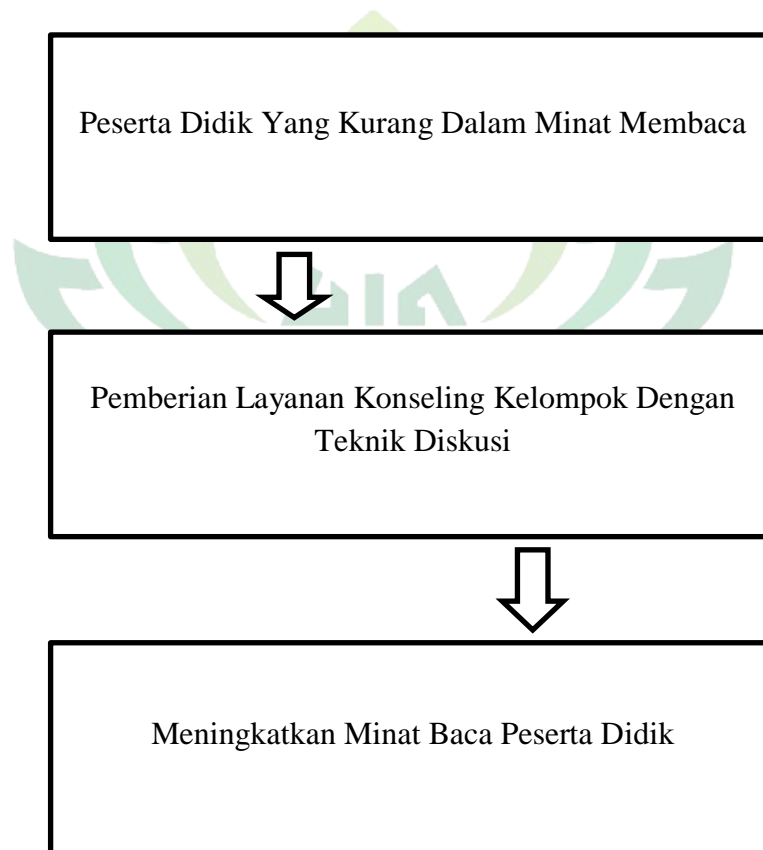 Peserta Didik Yang Kurang Dalam Minat Membaca
Pemberian Layanan Konseling Kelompok Dengan
Teknik Diskusi
Meningkatkan Minat Baca Peserta Didik